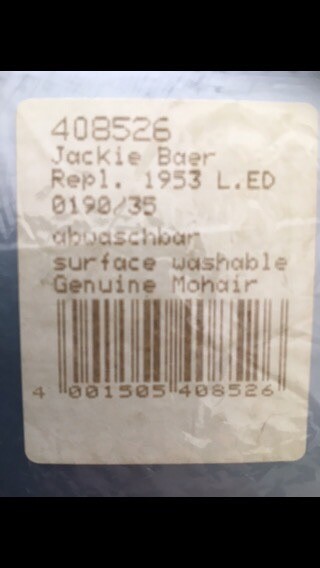 408526
Jackie Baer
Repl. 1953 L.ED
0190/35
abwaschbar
surface washable
Genuine Mohair
4 001505 408526